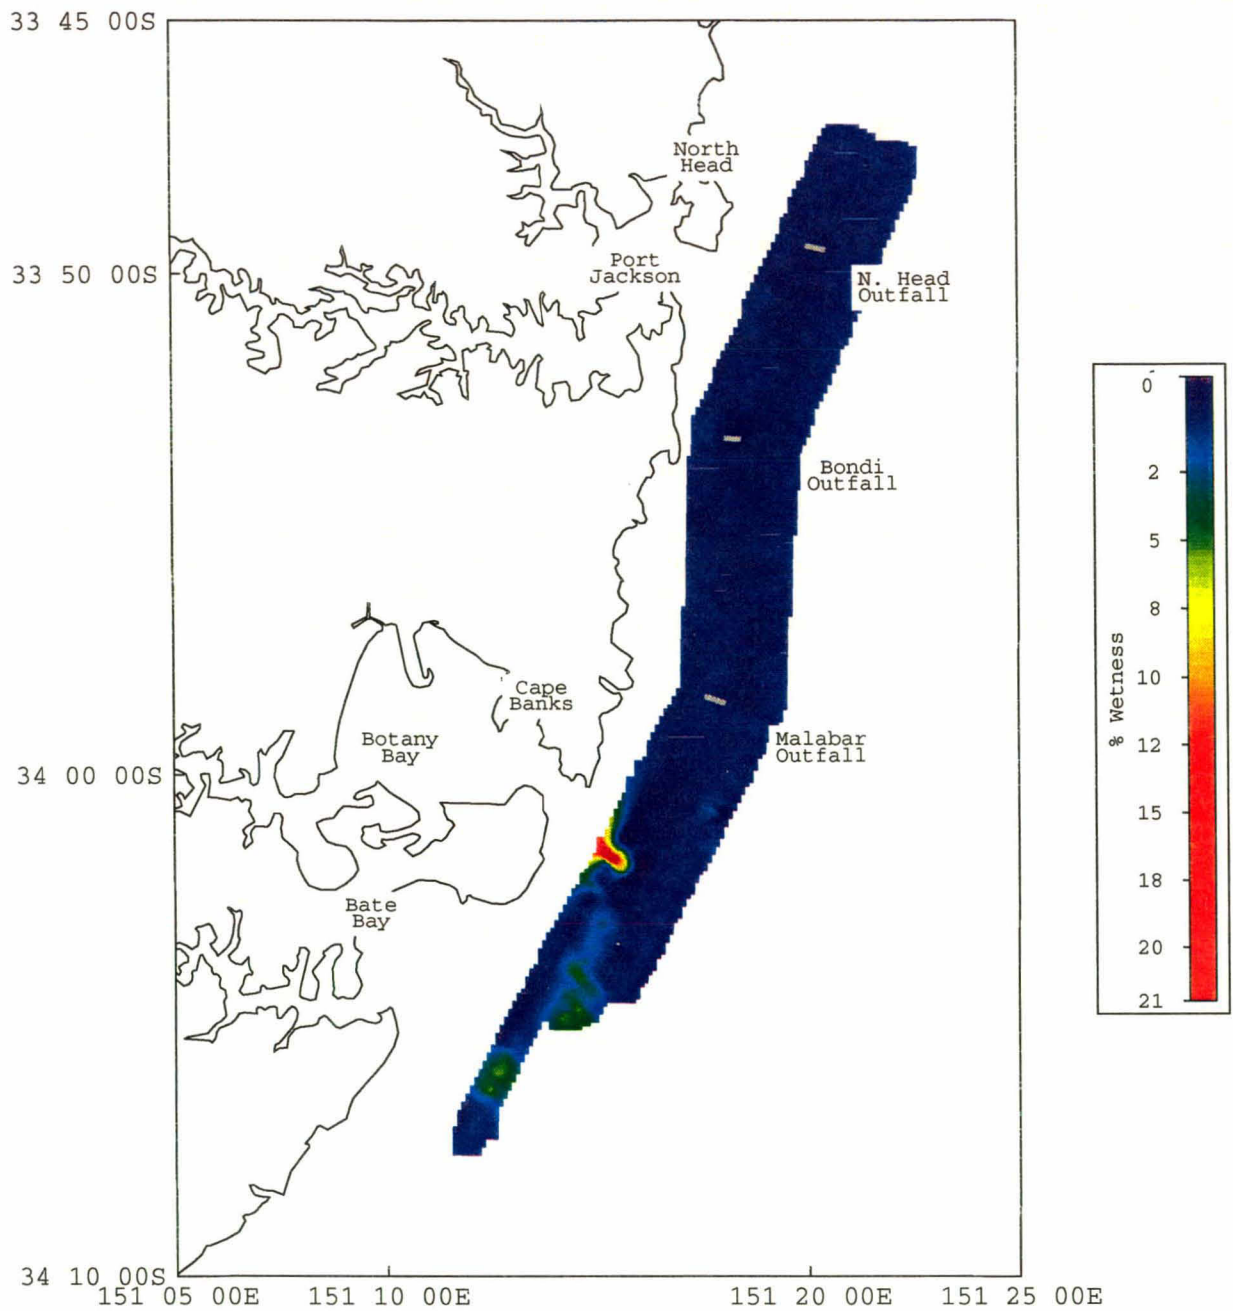 33 45 00S
North
Head
33 50 00S
Port
Jackson
N. Head
Outfall
Bondi
Outfall
Cape
Banks
Botany
Bay
Malabar
Outfall
34 00 00S
Bate
Bay
34 10 00S
151 05 00E
151 10 00E
151 20 00E
151 25 00E
% Wetness
0
2
5
8
10
12
15
18
20
21